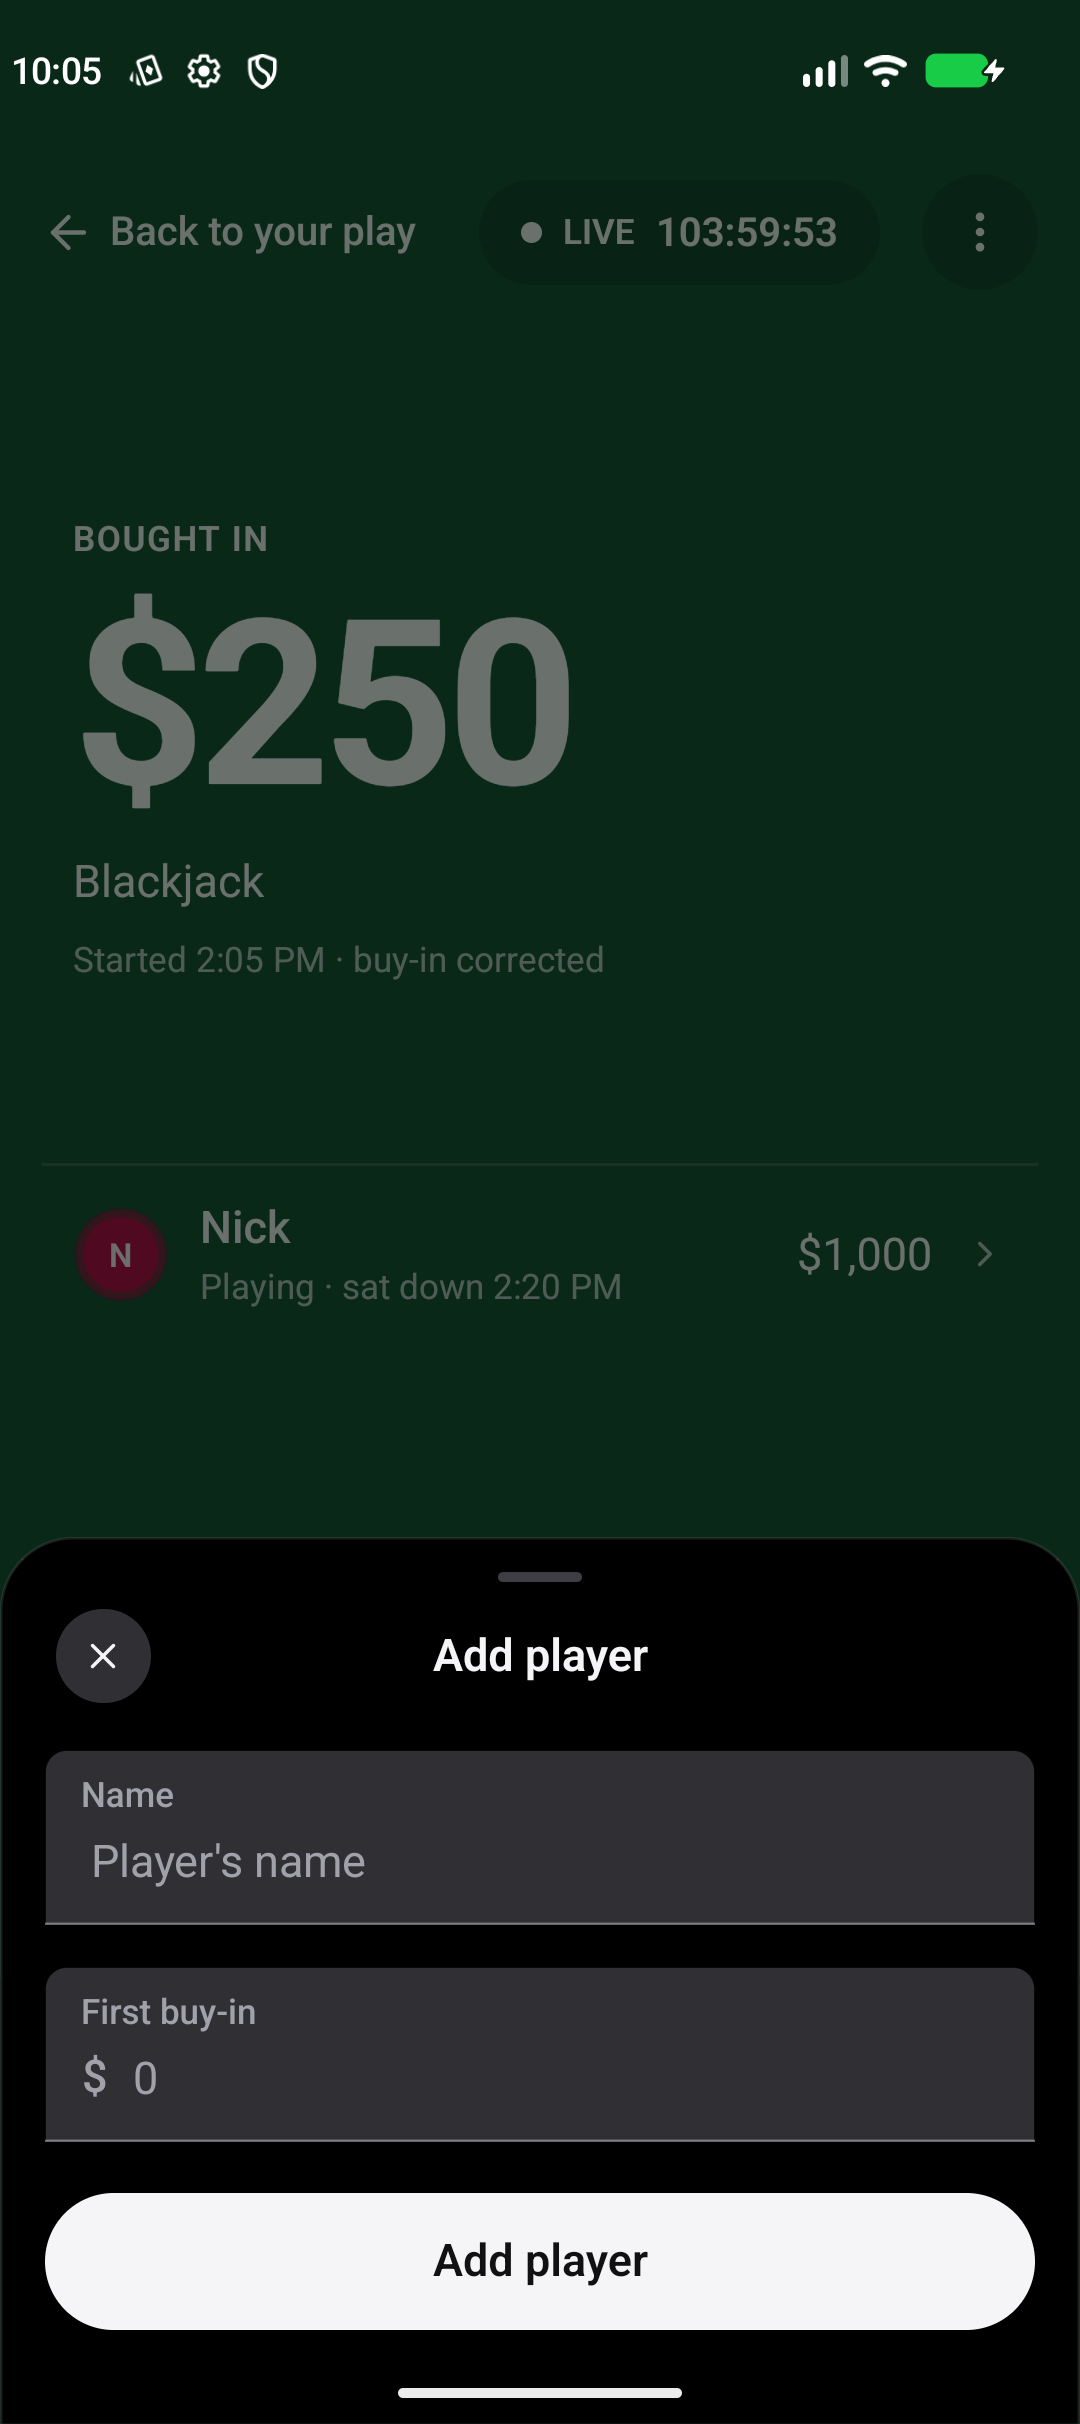 10:05
Back to your play
LIVE 103:59:53
BOUGHT IN
$250
Blackjack
Started 2:05 PM · buy-in corrected
N
Nick
Playing · sat down 2:20 PM
$1,000
Add player
Name
Player's name
First buy-in
$ 0
Add player